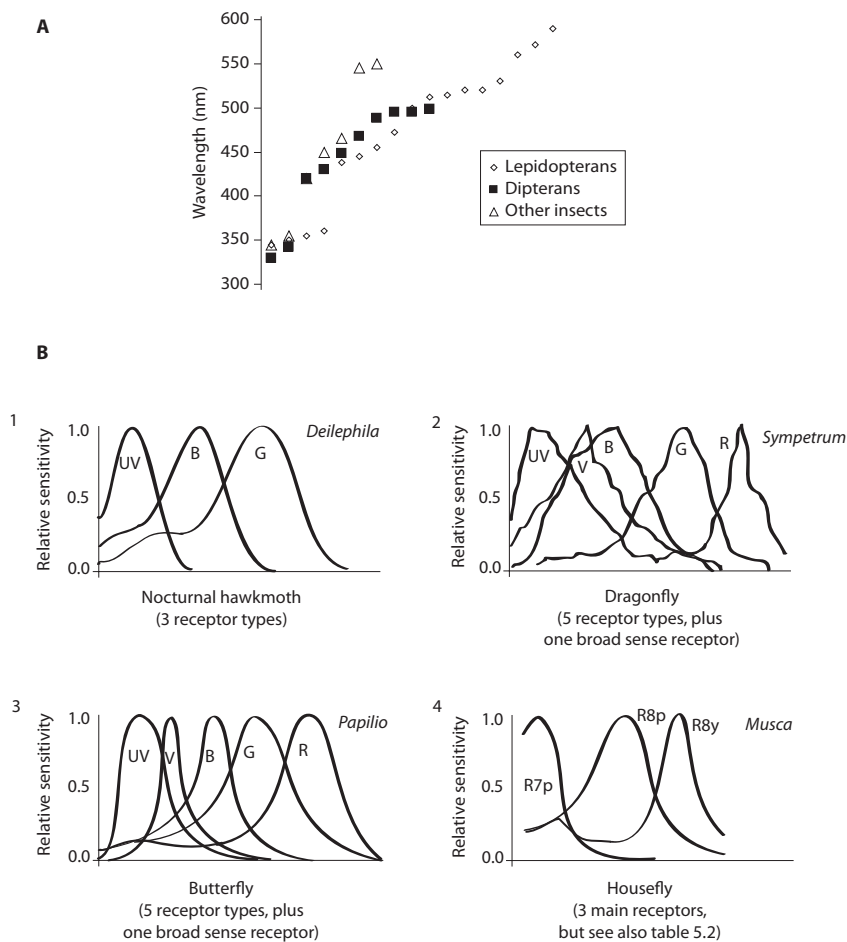 A
600
550
500
450
400
350
300
Wavelength (nm)
Lepidopterans
Dipterans
Other insects
B
1
1.0
0.5
0.0
Relative sensitivity
UV
B
G
Deilephila
Nocturnal hawkmoth
(3 receptor types)
2
1.0
0.5
0.0
Relative sensitivity
UV
V
B
G
R
Sympetrum
Dragonfly
(5 receptor types, plus
one broad sense receptor)
3
1.0
0.5
0.0
Relative sensitivity
UV
V
B
G
R
Papilio
Butterfly
(5 receptor types, plus
one broad sense receptor)
4
1.0
0.5
0.0
Relative sensitivity
R7p
R8p
R8y
Musca
Housefly
(3 main receptors,
but see also table 5.2)